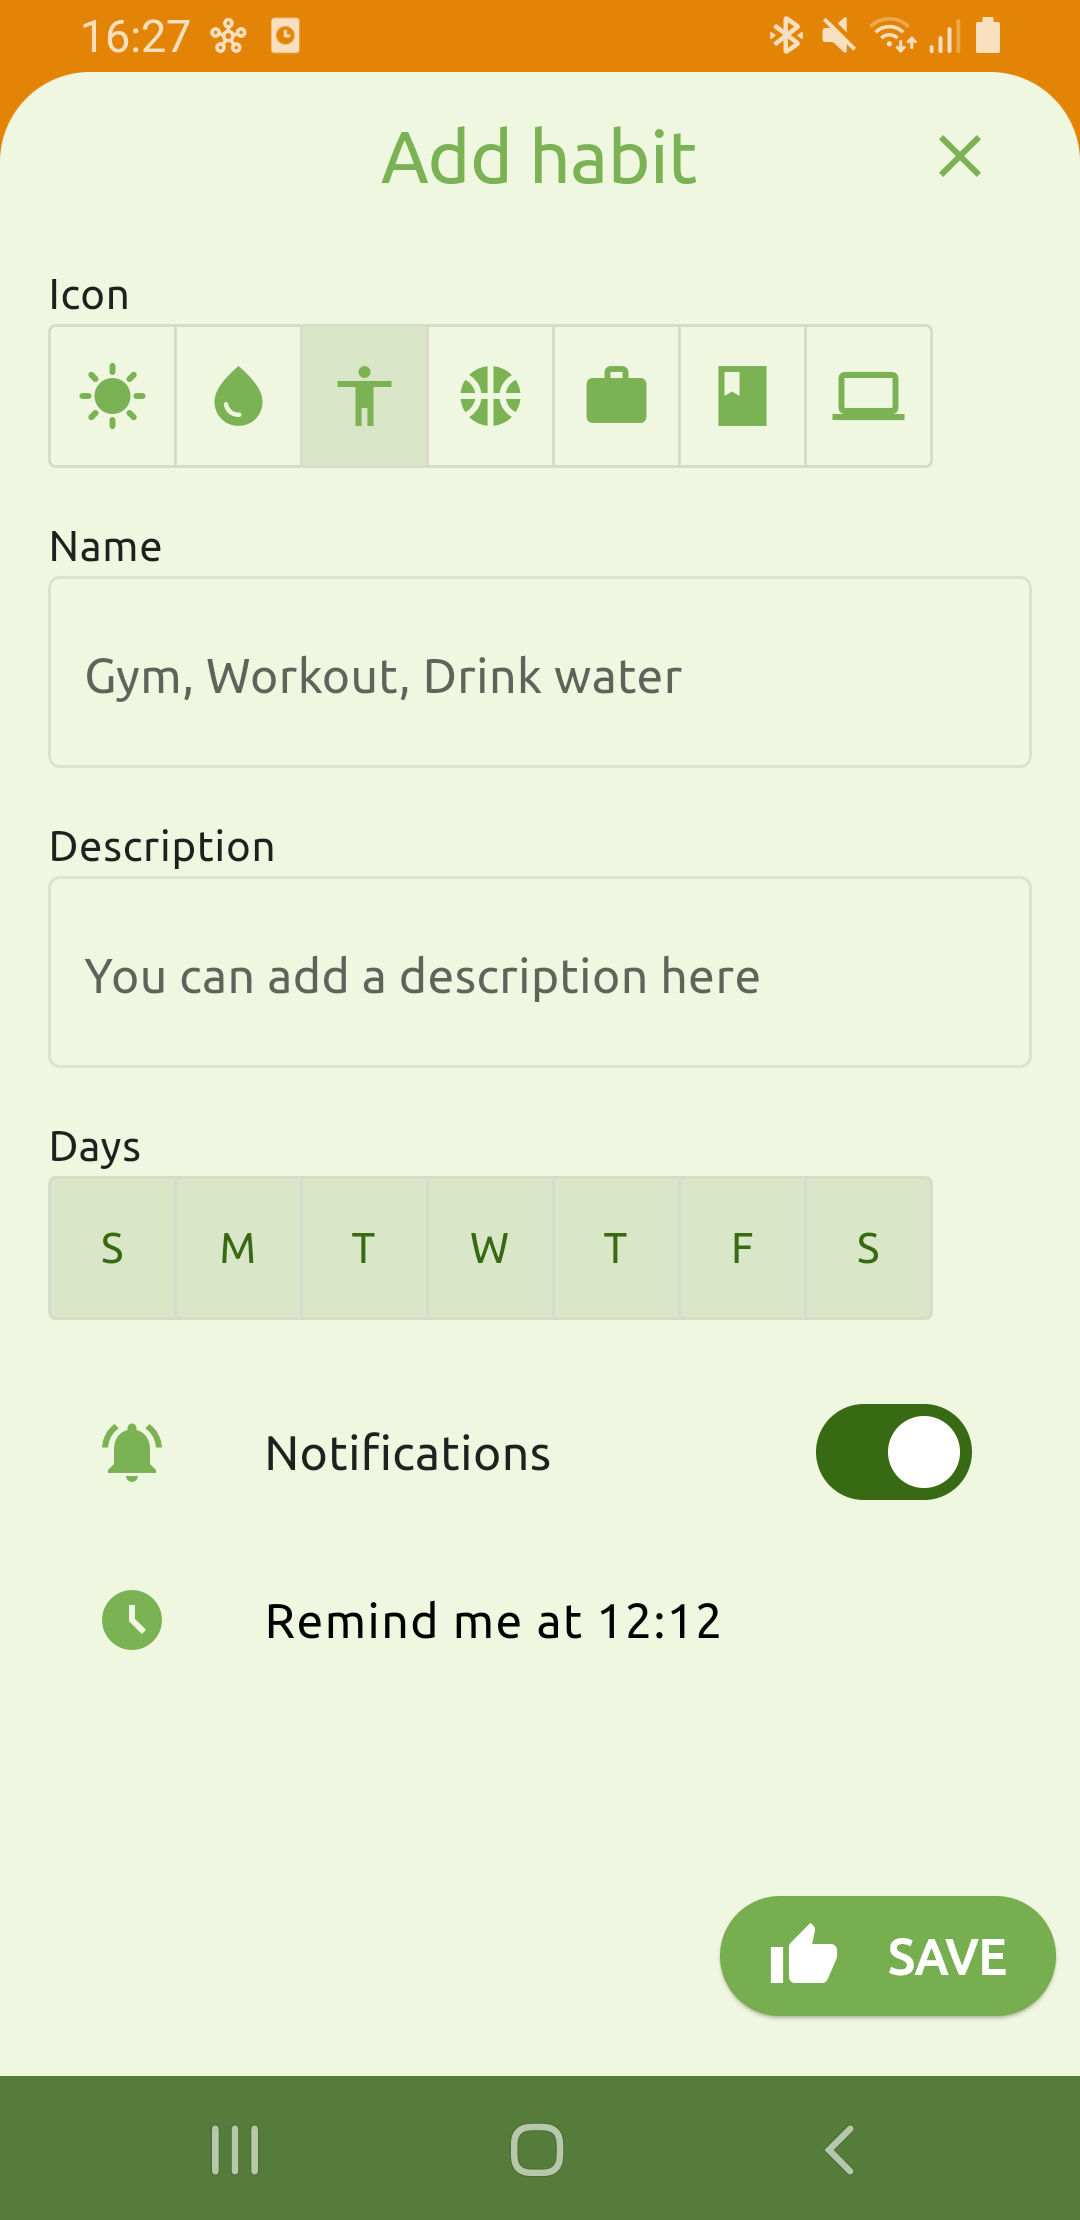 16:27
Add habit
Icon
Name
Gym, Workout, Drink water
Description
You can add a description here
Days
S M T W T F S
Notifications
Remind me at 12:12
SAVE